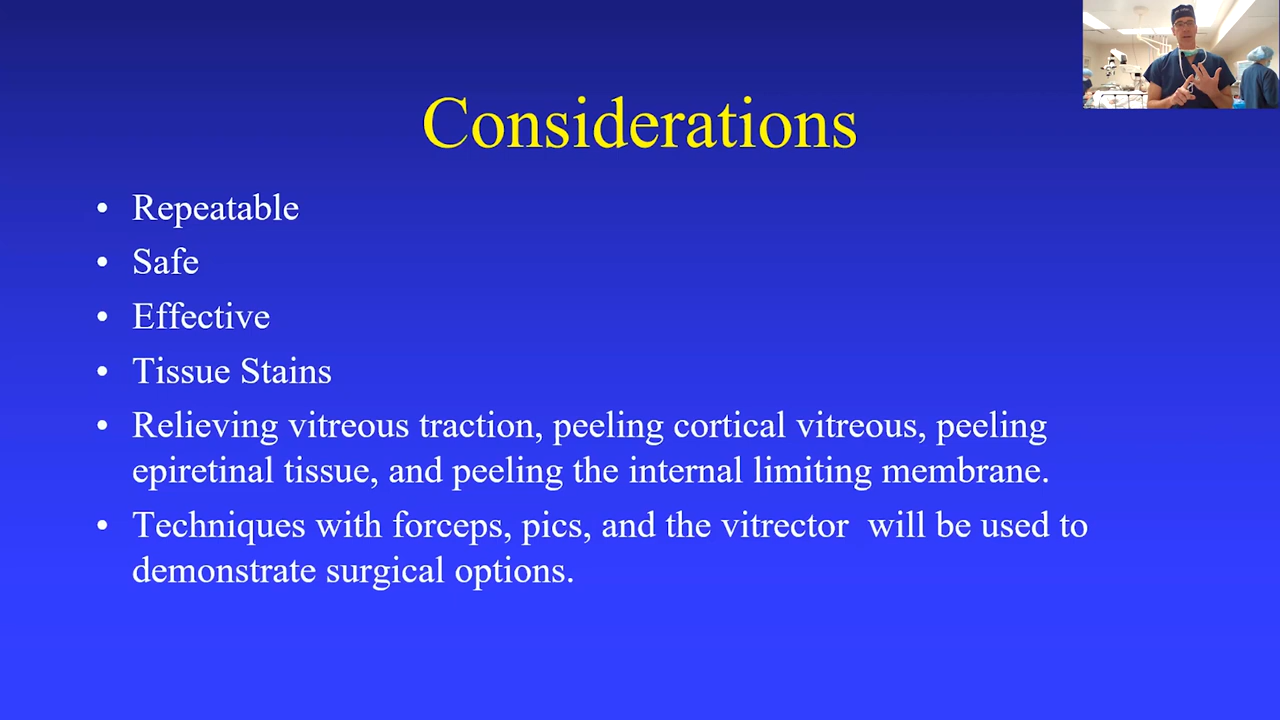 Considerations
• Repeatable
• Safe
• Effective
• Tissue Stains
• Relieving vitreous traction, peeling cortical vitreous, peeling
epiretinal tissue, and peeling the internal limiting membrane.
• Techniques with forceps, pics, and the vitrector  will be used to
demonstrate surgical options.